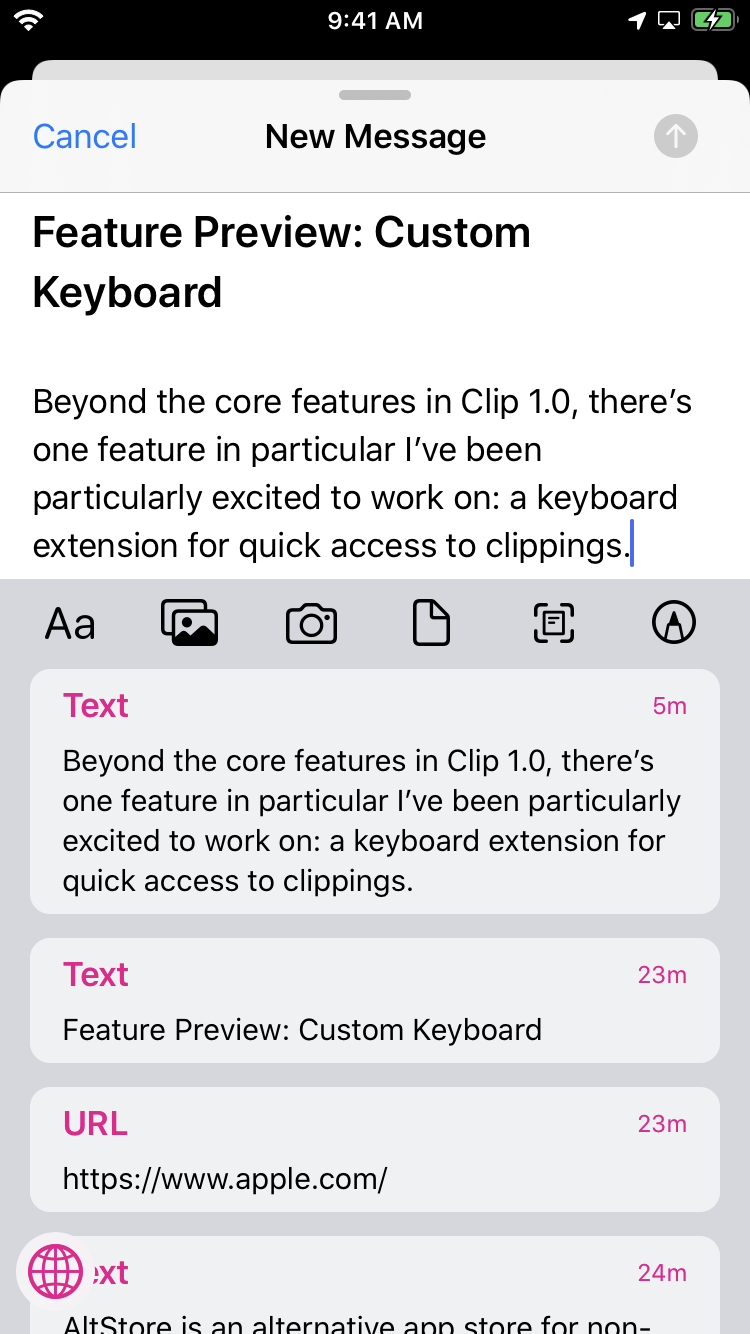 9:41 AM
Cancel
New Message
Feature Preview: Custom
Keyboard
Beyond the core features in Clip 1.0, there’s
one feature in particular I’ve been
particularly excited to work on: a keyboard
extension for quick access to clippings.
Aa
Text
5m
Beyond the core features in Clip 1.0, there’s
one feature in particular I’ve been particularly
excited to work on: a keyboard extension for
quick access to clippings.
Text
23m
Feature Preview: Custom Keyboard
URL
23m
https://www.apple.com/
ext
24m
AltStore is an alternative app store for non-